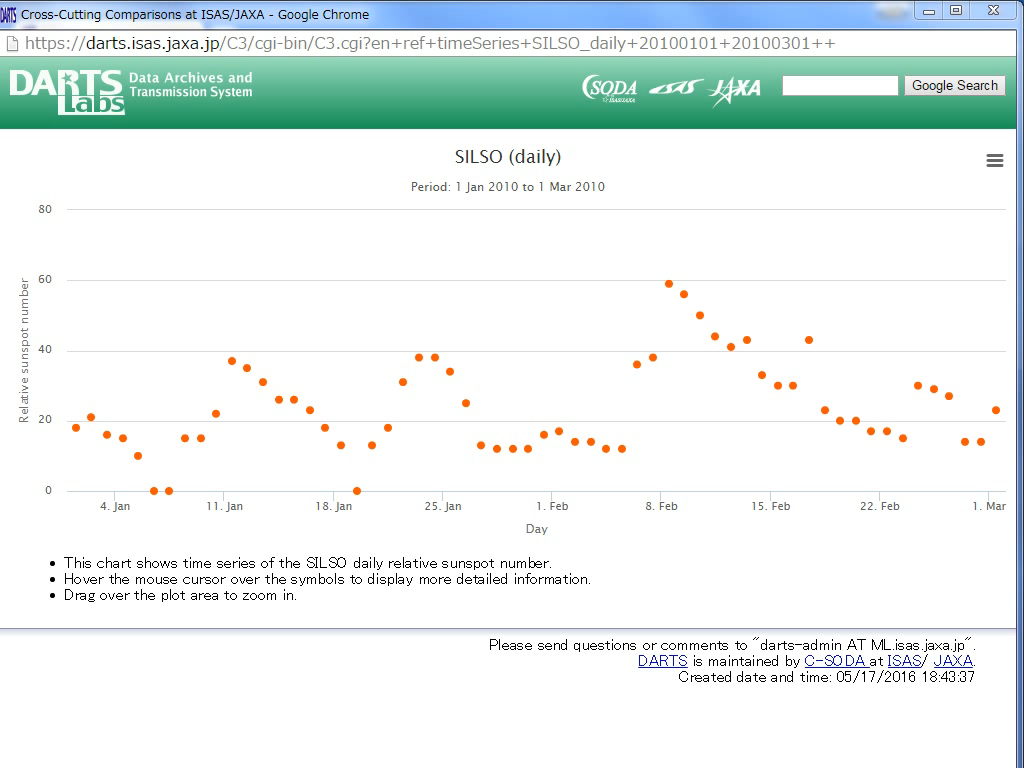 DARTS Cross-Cutting Comparisons at ISAS/JAXA - Google Chrome
https://darts.isas.jaxa.jp/C3/cgi-bin/C3.cgi?en+ref+timeSeries+SILSO_daily+20100101+20100301++
DARTS Labs
Data Archives and
Transmission System
C-SODA ISAS JAXA
Google Search
SILSO (daily)
Period: 1 Jan 2010 to 1 Mar 2010
Relative sunspot number
80
60
40
20
0
4. Jan 11. Jan 18. Jan 25. Jan 1. Feb 8. Feb 15. Feb 22. Feb 1. Mar
Day
• This chart shows time series of the SILSO daily relative sunspot number.
• Hover the mouse cursor over the symbols to display more detailed information.
• Drag over the plot area to zoom in.
Please send questions or comments to "darts-admin AT ML.isas.jaxa.jp".
DARTS is maintained by C-SODA at ISAS/ JAXA.
Created date and time: 05/17/2016 18:43:37